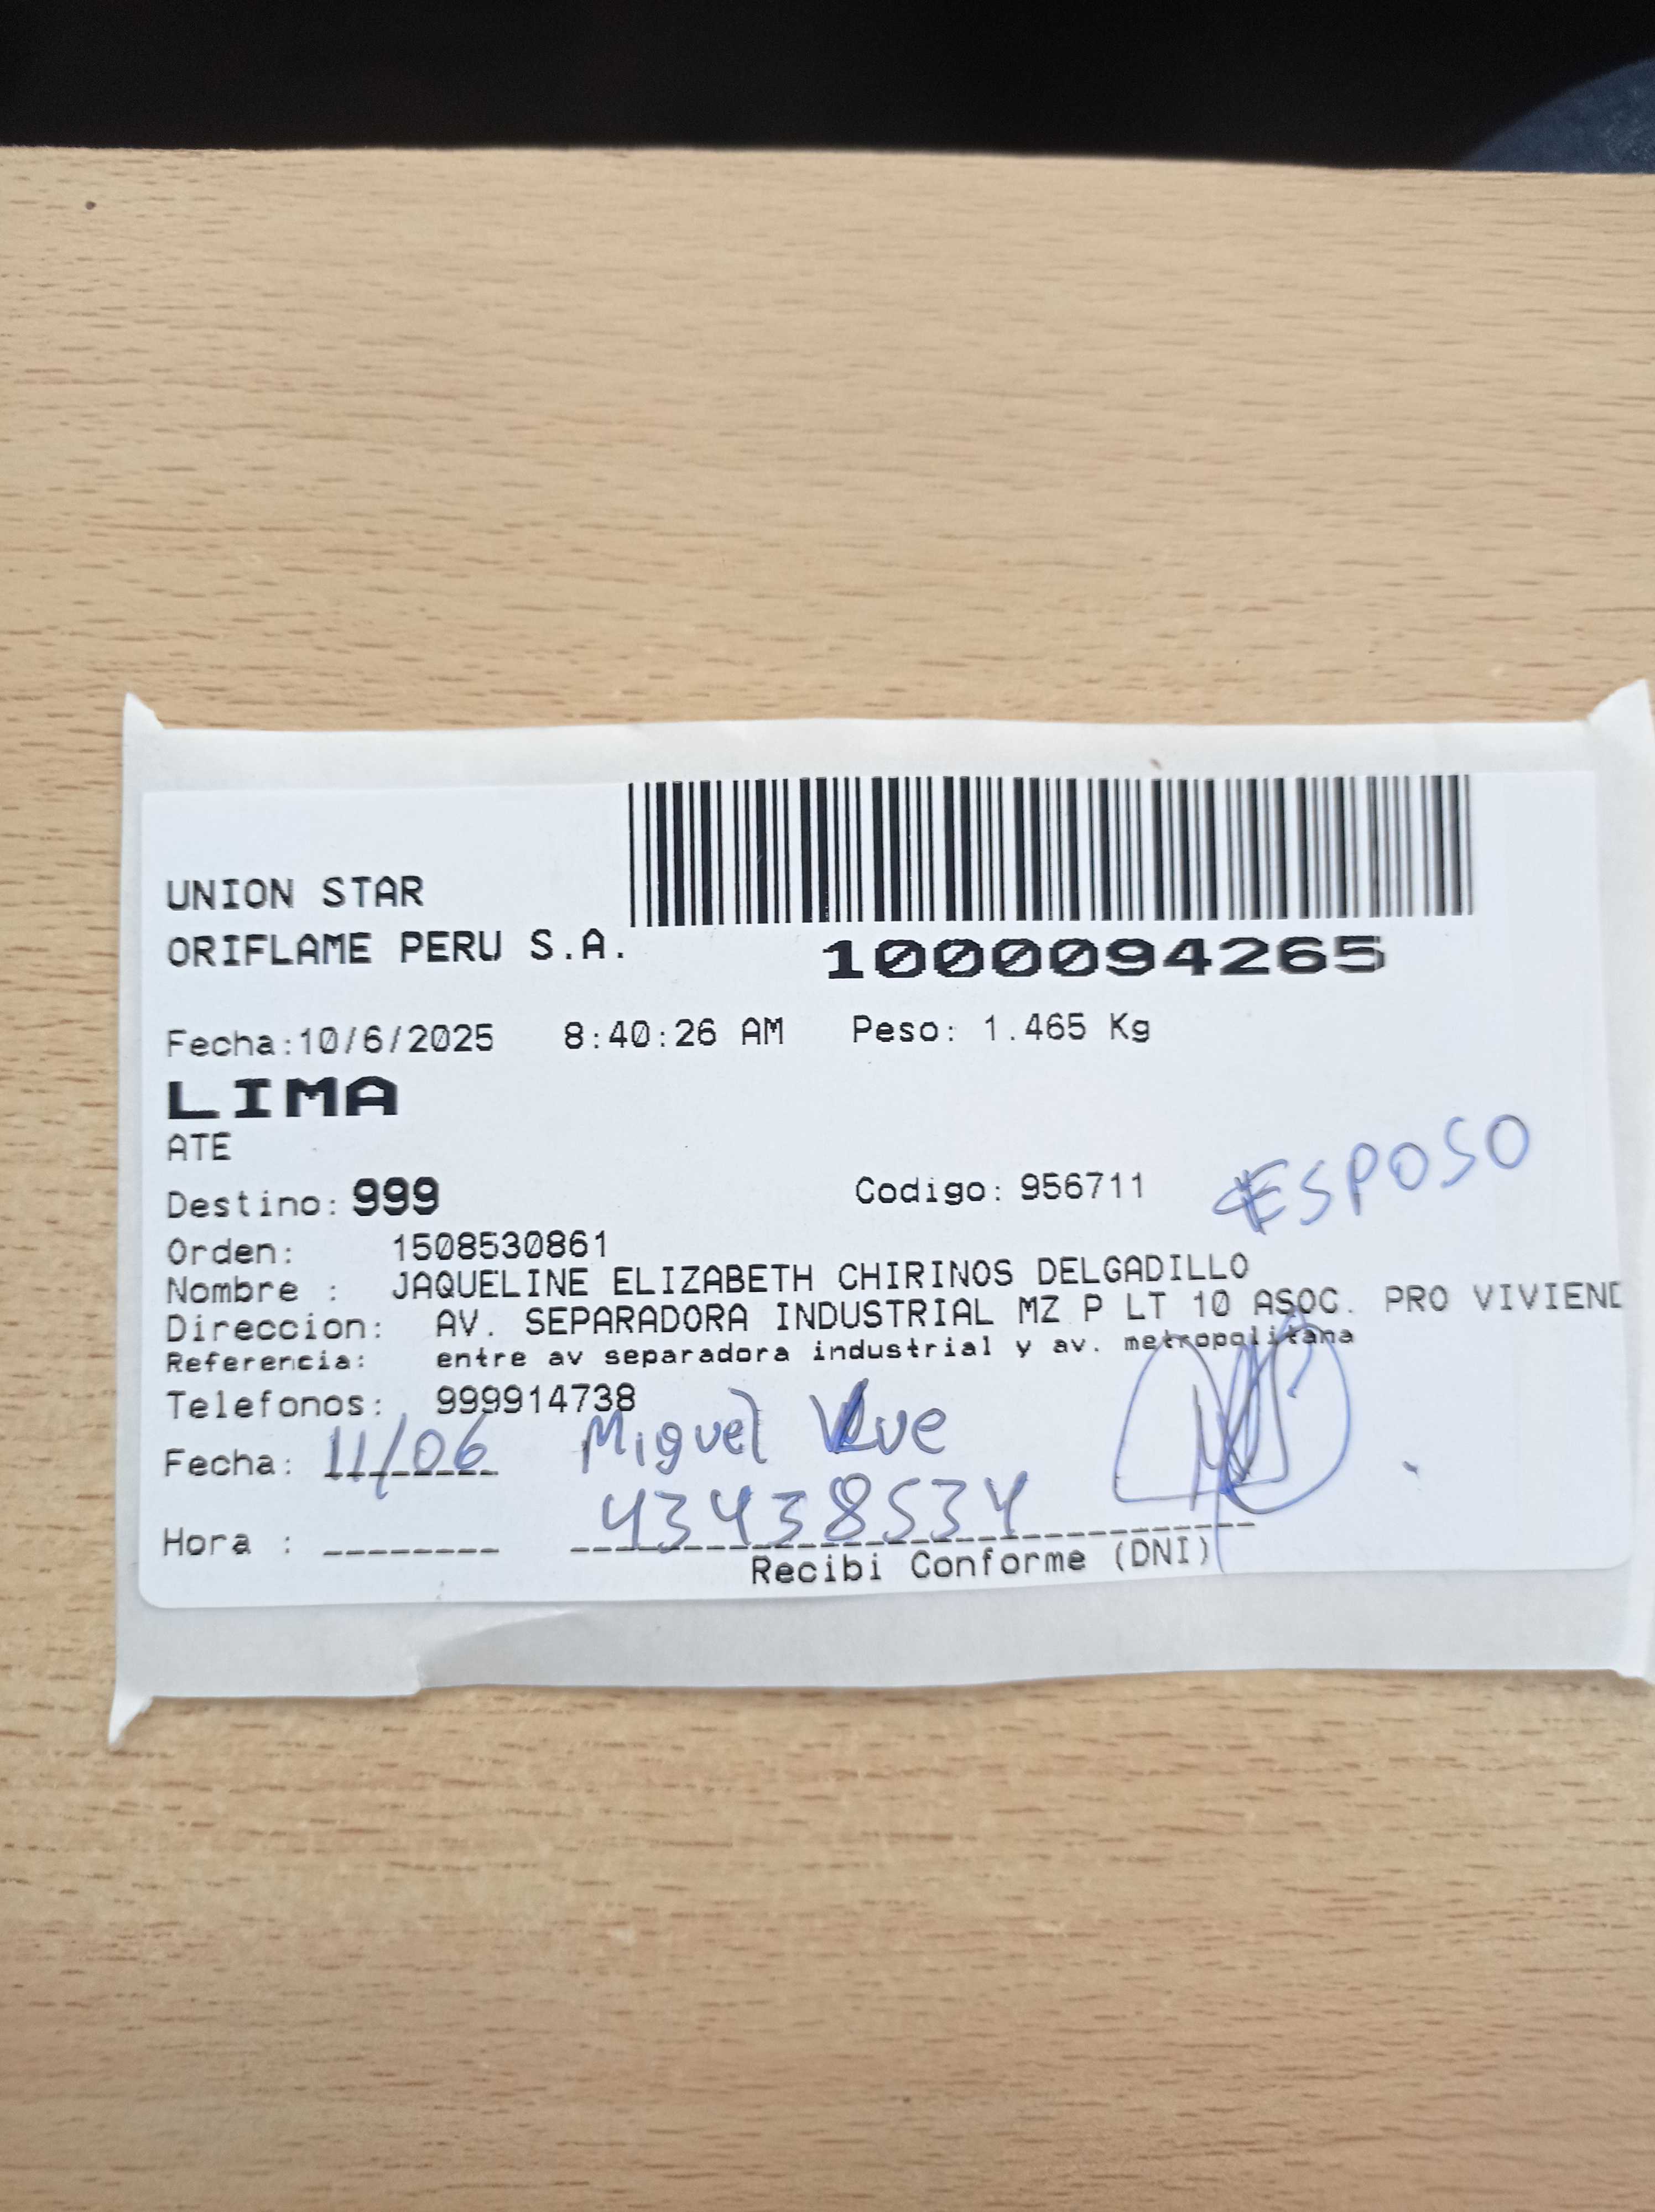 UNION STAR
ORIFLAME PERU S.A.
1000094265
Fecha:10/6/2025 8:40:26 AM Peso: 1.465 Kg
LIMA
ATE
Destino: 999 Codigo: 956711 ESPOSO
Orden: 1508530861
Nombre : JAQUELINE ELIZABETH CHIRINOS DELGADILLO
Direccion: AV. SEPARADORA INDUSTRIAL MZ P LT 10 ASOC. PRO VIVIEND
Referencia: entre av separadora industrial y av. metropolitana
Telefonos: 999914738
Fecha: 11/06 Miguel
Hora : 43438534
Recibi Conforme (DNI)